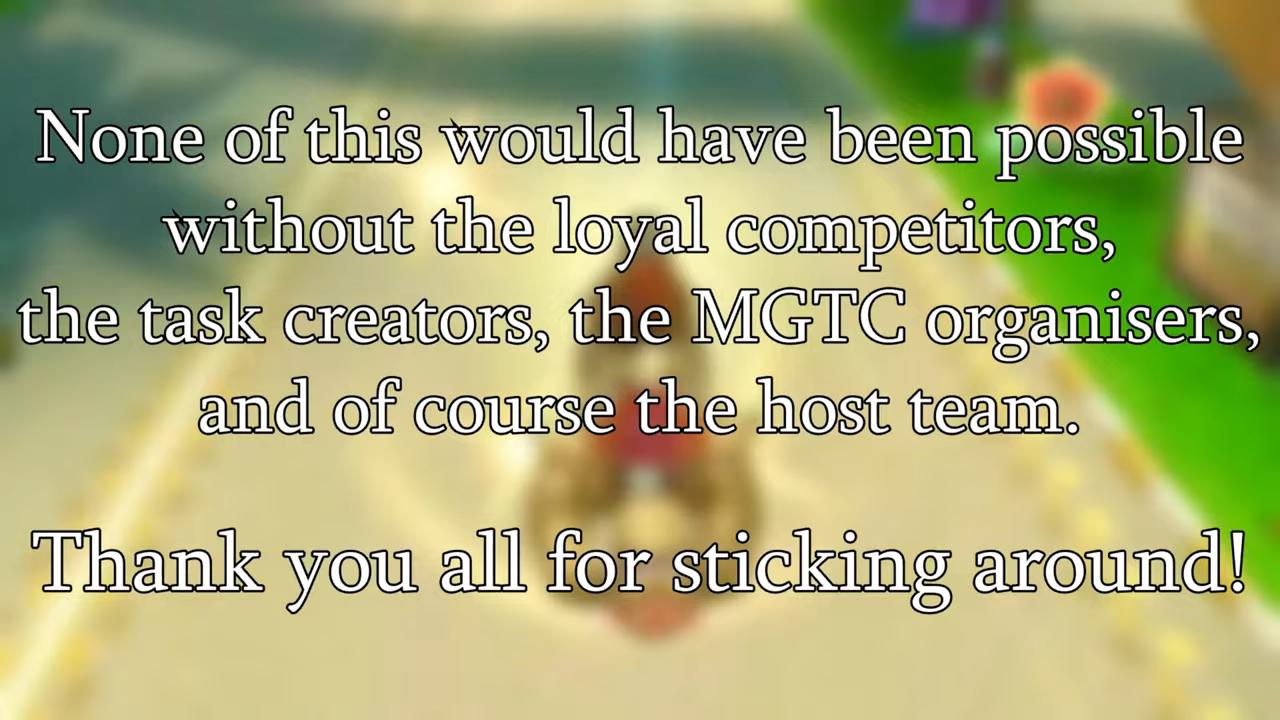 None of this would have been possible
without the loyal competitors,
the task creators, the MGTC organisers,
and of course the host team.
Thank you all for sticking around!